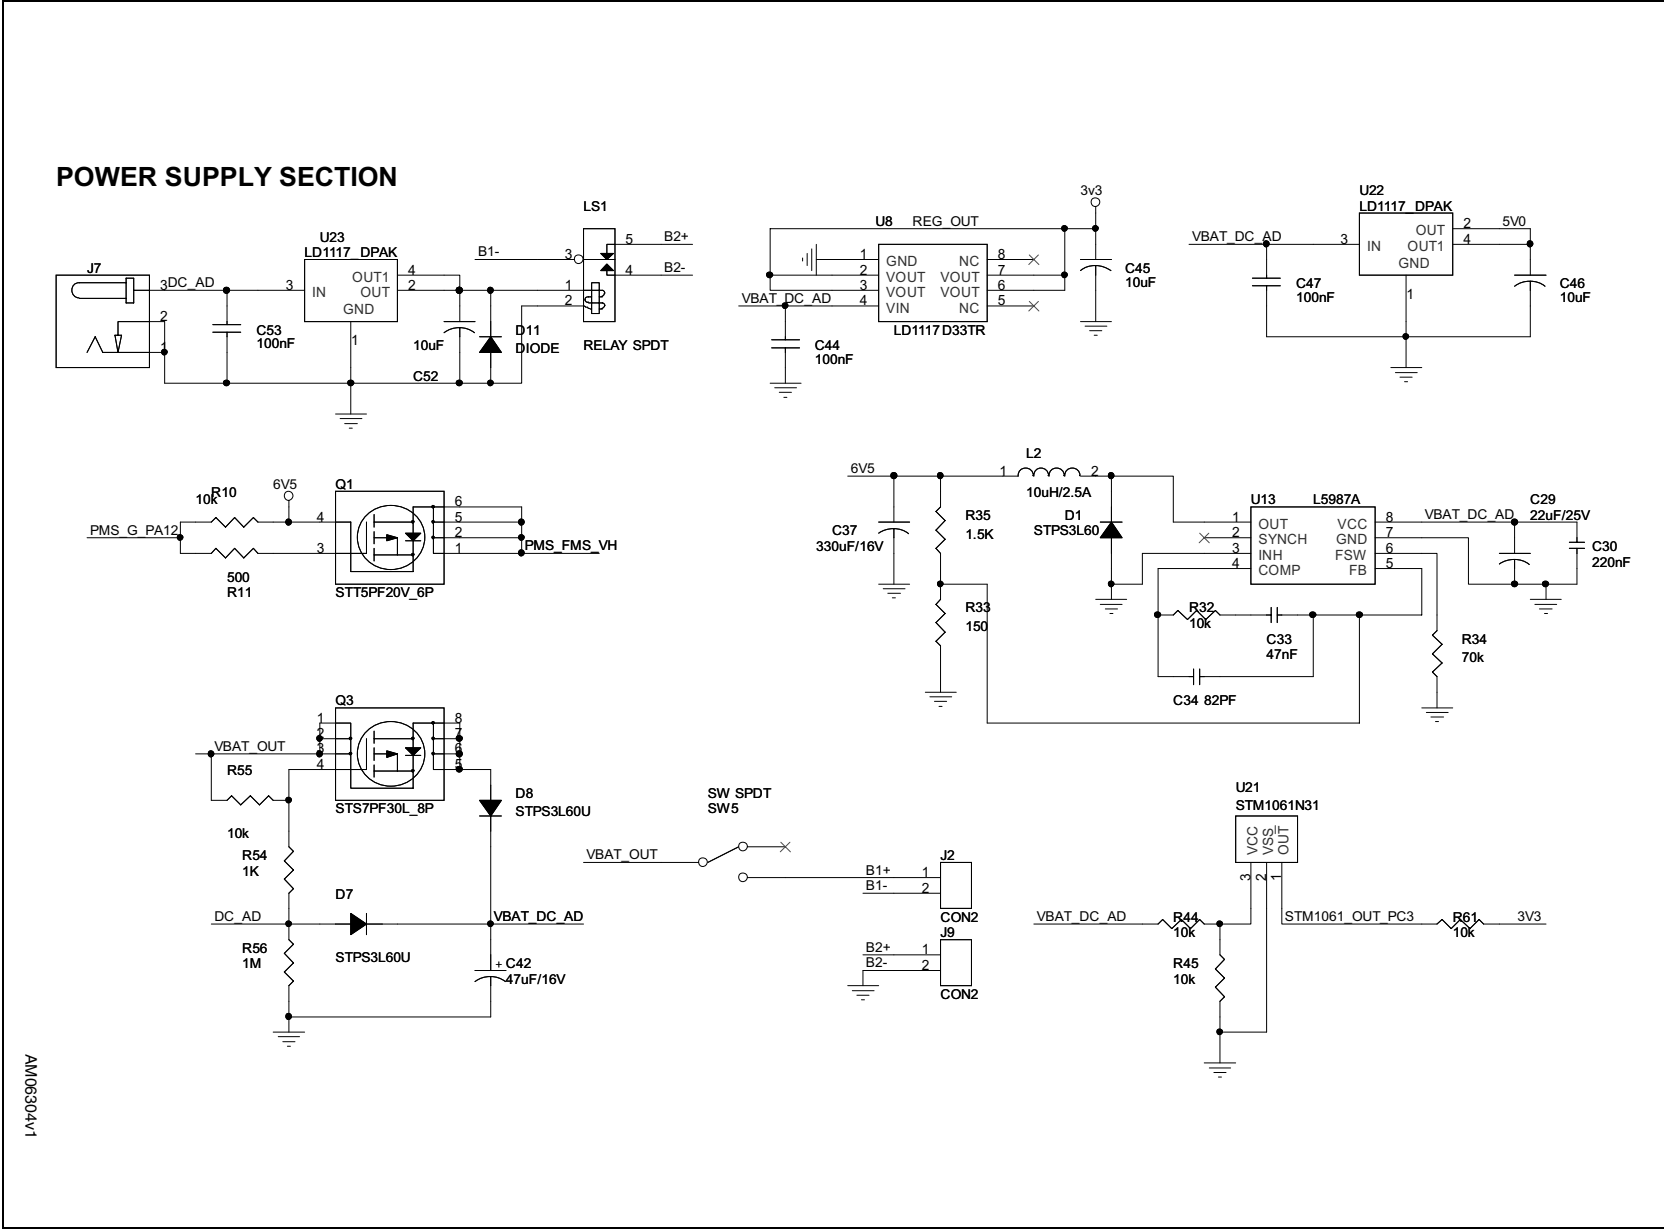 POWER SUPPLY SECTION
J7
3
DC_AD
2
1
C53
100nF
U23
LD1117_DPAK
3
IN
OUT1
OUT
GND
4
2
1
10uF
C52
D11
DIODE
LS1
B1-
3
5
B2+
4
B2-
1
2
RELAY SPDT
U8
REG_OUT
3v3
1
GND
NC
8
2
VOUT
VOUT
7
3
VOUT
VOUT
6
4
VIN
NC
5
VBAT_DC_AD
LD1117D33TR
C44
100nF
C45
10uF
U22
LD1117_DPAK
VBAT_DC_AD
3
IN
OUT
OUT1
GND
2
4
1
5V0
C47
100nF
C46
10uF
PMS_G_PA12
R10
10k
6V5
500
R11
Q1
4
3
6
5
2
1
PMS_FMS_VH
STT5PF20V_6P
6V5
C37
330uF/16V
R35
1.5K
R33
150
L2
1
2
10uH/2.5A
D1
STPS3L60
U13
L5987A
1
OUT
VCC
8
2
SYNCH
GND
7
3
INH
FSW
6
4
COMP
FB
5
VBAT_DC_AD
C29
22uF/25V
C30
220nF
R32
10k
C33
47nF
C34 82PF
R34
70k
Q3
1
2
3
4
8
7
6
5
VBAT_OUT
R55
10k
STS7PF30L_8P
D8
STPS3L60U
R54
1K
D7
DC_AD
VBAT_DC_AD
R56
1M
STPS3L60U
+
C42
47uF/16V
SW SPDT
SW5
VBAT_OUT
J2
B1+
1
B1-
2
CON2
J9
B2+
1
B2-
2
CON2
U21
STM1061N31
VCC
VSS
OUT
3
2
1
VBAT_DC_AD
R44
10k
STM1061_OUT_PC3
R61
10k
3V3
R45
10k
AM06304v1